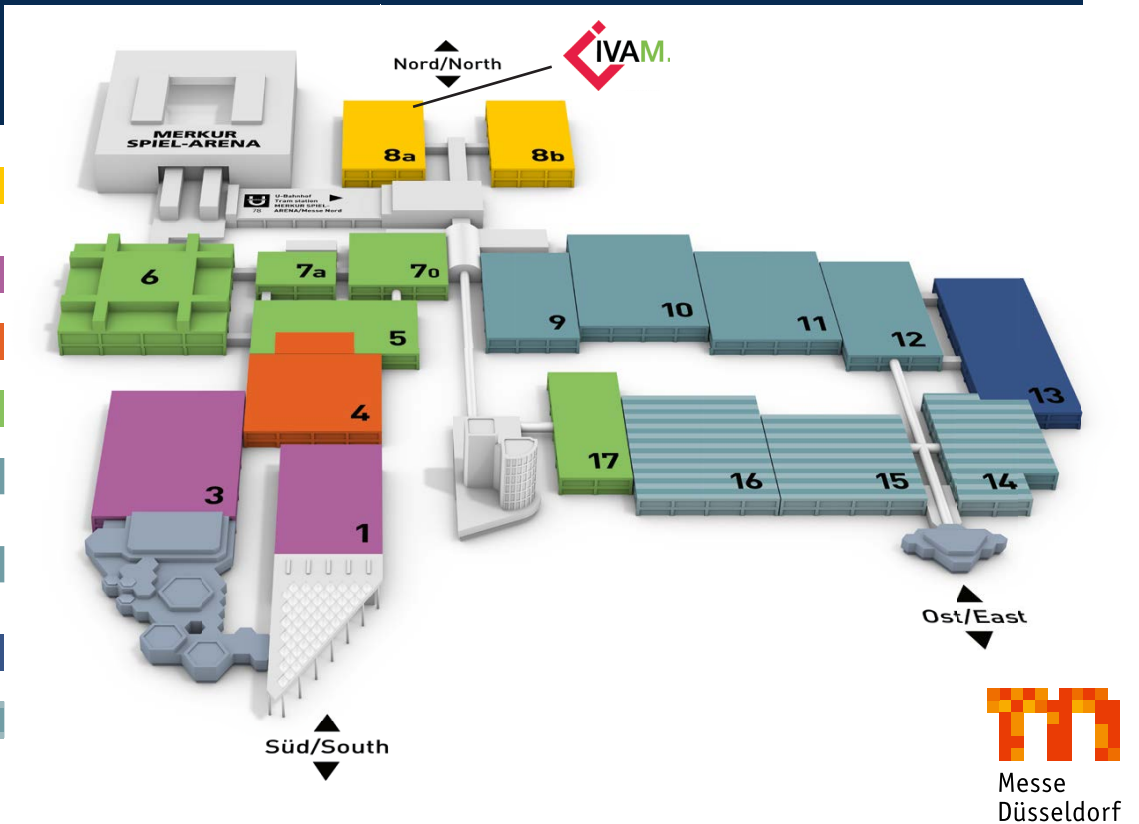 IVAM.
Nord/North
MERKUR
SPIEL-ARENA
8a
8b
U-Bahnhof
Tram station
MERKUR SPIEL-
ARENA/Messe Nord
78
6
7a
7o
5
9
10
11
12
13
4
3
1
17
16
15
14
Ost/East
Süd/South
Messe
Düsseldorf